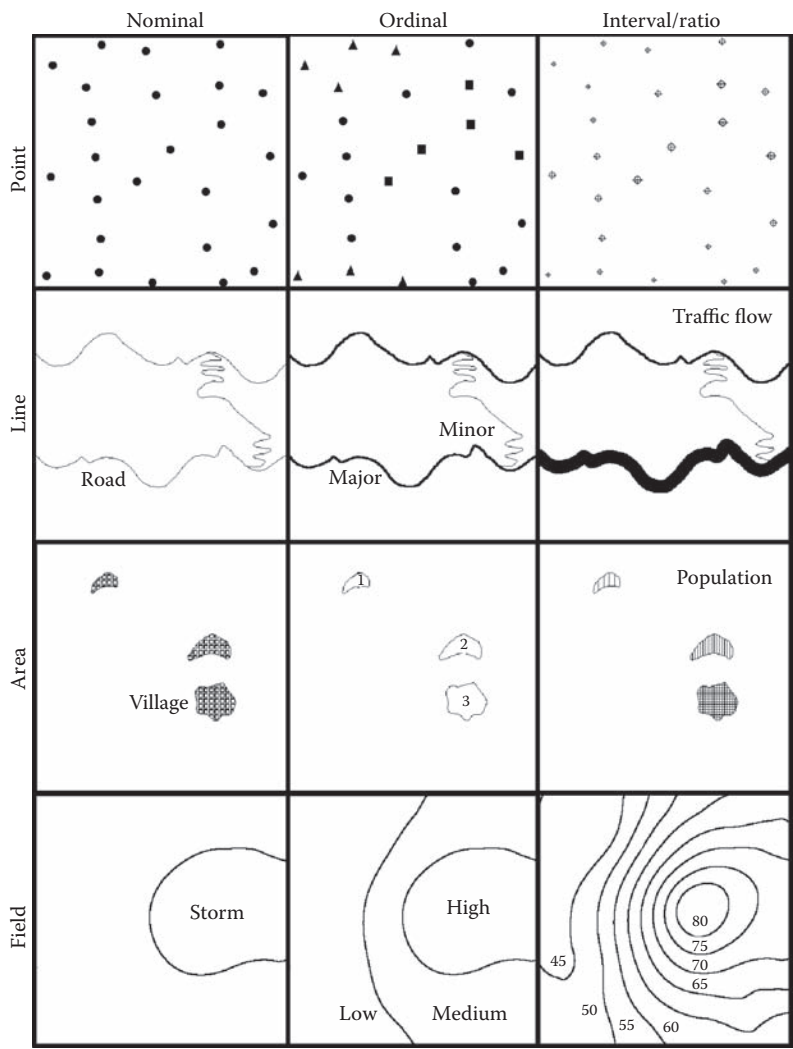 Nominal
Ordinal
Interval/ratio
Point
Line
Road
Major
Minor
Traffic flow
Area
Village
1
2
3
Population
Field
Storm
Low
Medium
High
45
50
55
60
65
70
75
80